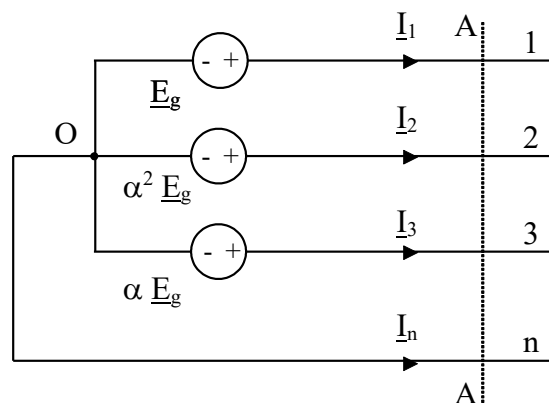 I1 A 1
- +
Eg
O I2 2
- +
α² Eg
I3 3
- +
α Eg
In n
A